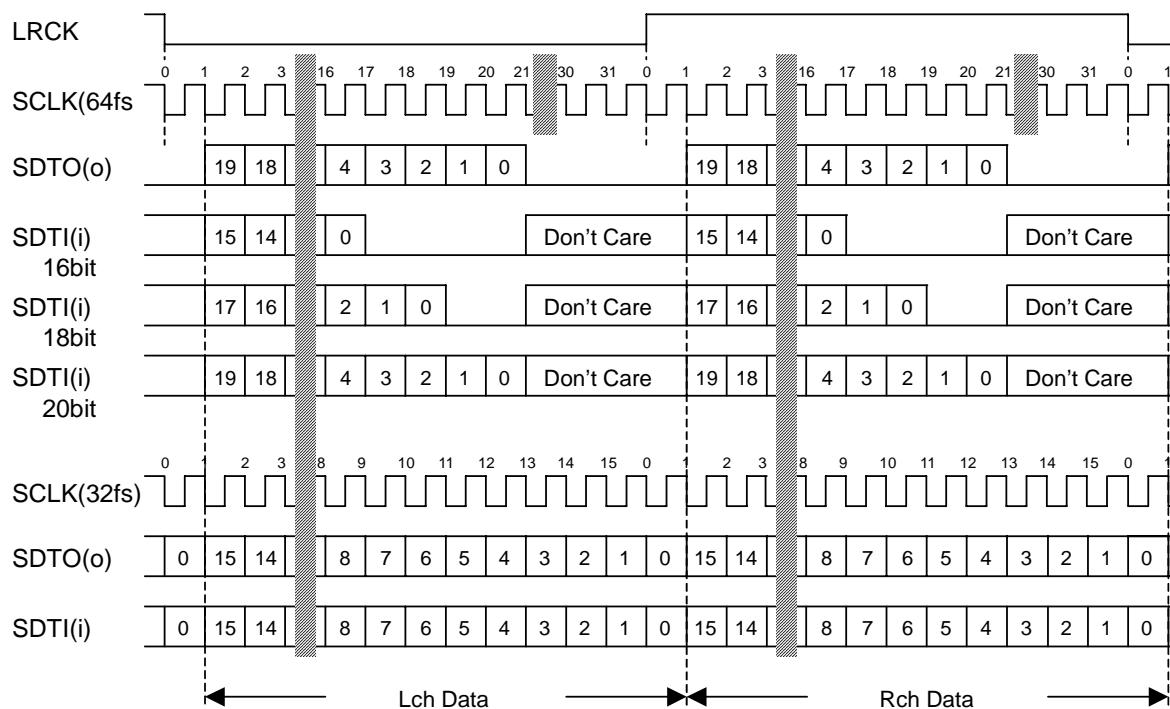 LRCK
0 1 2 3 16 17 18 19 20 21 30 31 0 1 2 3 16 17 18 19 20 21 30 31 0 1
SCLK(64fs
SDTO(o) 19 18 4 3 2 1 0 19 18 4 3 2 1 0
SDTI(i) 15 14 0 Don't Care 15 14 0 Don't Care
16bit
SDTI(i) 17 16 2 1 0 Don't Care 17 16 2 1 0 Don't Care
18bit
SDTI(i) 19 18 4 3 2 1 0 Don't Care 19 18 4 3 2 1 0 Don't Care
20bit
0 1 2 3 8 9 10 11 12 13 14 15 0 1 2 3 8 9 10 11 12 13 14 15 0 1
SCLK(32fs)
SDTO(o) 0 15 14 8 7 6 5 4 3 2 1 0 15 14 8 7 6 5 4 3 2 1 0
SDTI(i) 0 15 14 8 7 6 5 4 3 2 1 0 15 14 8 7 6 5 4 3 2 1 0
Lch Data Rch Data